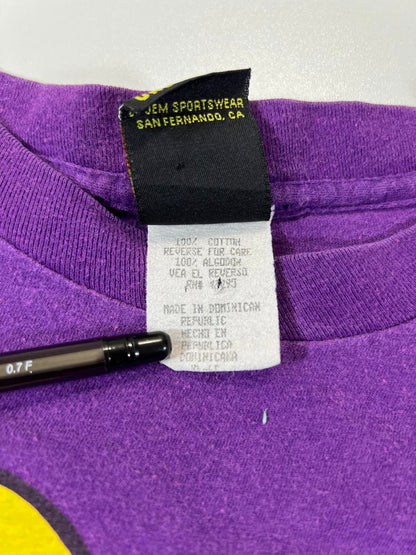 JEM SPORTSWEAR
SAN FERNANDO, CA
100% COTTON
REVERSE FOR CARE
100% ALGODON
VEA EL REVERSO
RN#
MADE IN DOMINICAN
REPUBLIC
HECHO EN
REPUBLICA
DOMINICANA
0.7 F